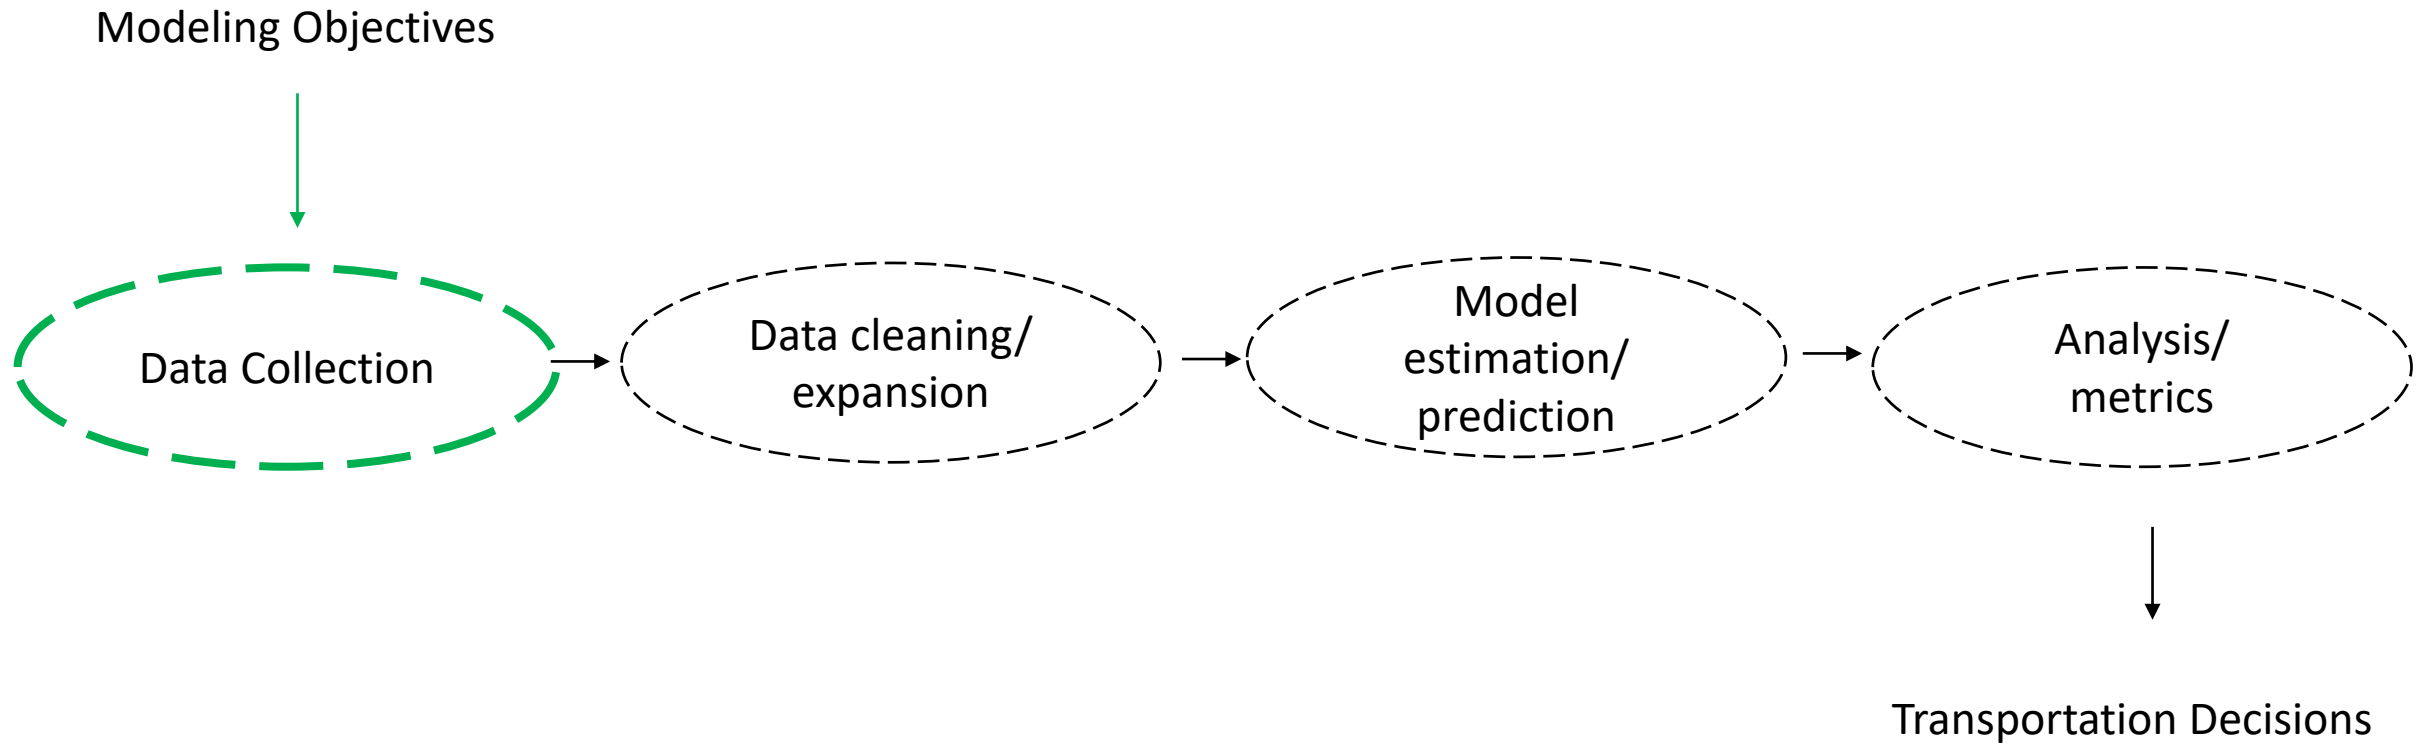 Modeling Objectives
Data Collection
Data cleaning/
expansion
Model
estimation/
prediction
Analysis/
metrics
Transportation Decisions